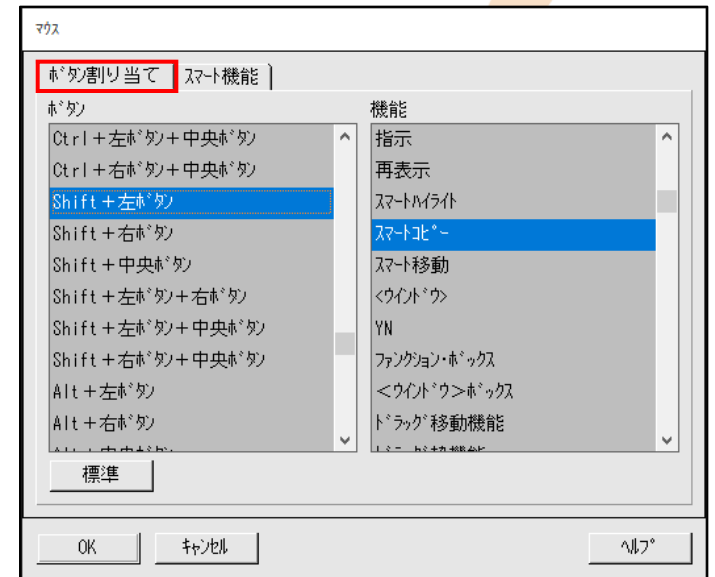 ﾏｳｽ
ﾎﾞﾀﾝ割り当て
ｽﾏｰﾄ機能
ﾎﾞﾀﾝ
Ctrl＋左ﾎﾞﾀﾝ＋中央ﾎﾞﾀﾝ
Ctrl＋右ﾎﾞﾀﾝ＋中央ﾎﾞﾀﾝ
Shift＋左ﾎﾞﾀﾝ
Shift＋右ﾎﾞﾀﾝ
Shift＋中央ﾎﾞﾀﾝ
Shift＋左ﾎﾞﾀﾝ＋右ﾎﾞﾀﾝ
Shift＋左ﾎﾞﾀﾝ＋中央ﾎﾞﾀﾝ
Shift＋右ﾎﾞﾀﾝ＋中央ﾎﾞﾀﾝ
Alt＋左ﾎﾞﾀﾝ
Alt＋右ﾎﾞﾀﾝ
機能
指示
再表示
ｽﾏｰﾄﾊｲﾗｲﾄ
ｽﾏｰﾄｺﾋﾟｰ
ｽﾏｰﾄ移動
<ｳｲﾝﾄﾞｳ>
YN
ﾌｧﾝｸｼｮﾝ･ﾎﾞｯｸｽ
＜ｳｲﾝﾄﾞｳ＞ﾎﾞｯｸｽ
ﾄﾞﾗｯｸﾞ移動機能
標準
OK
ｷｬﾝｾﾙ
ﾍﾙﾌﾟ